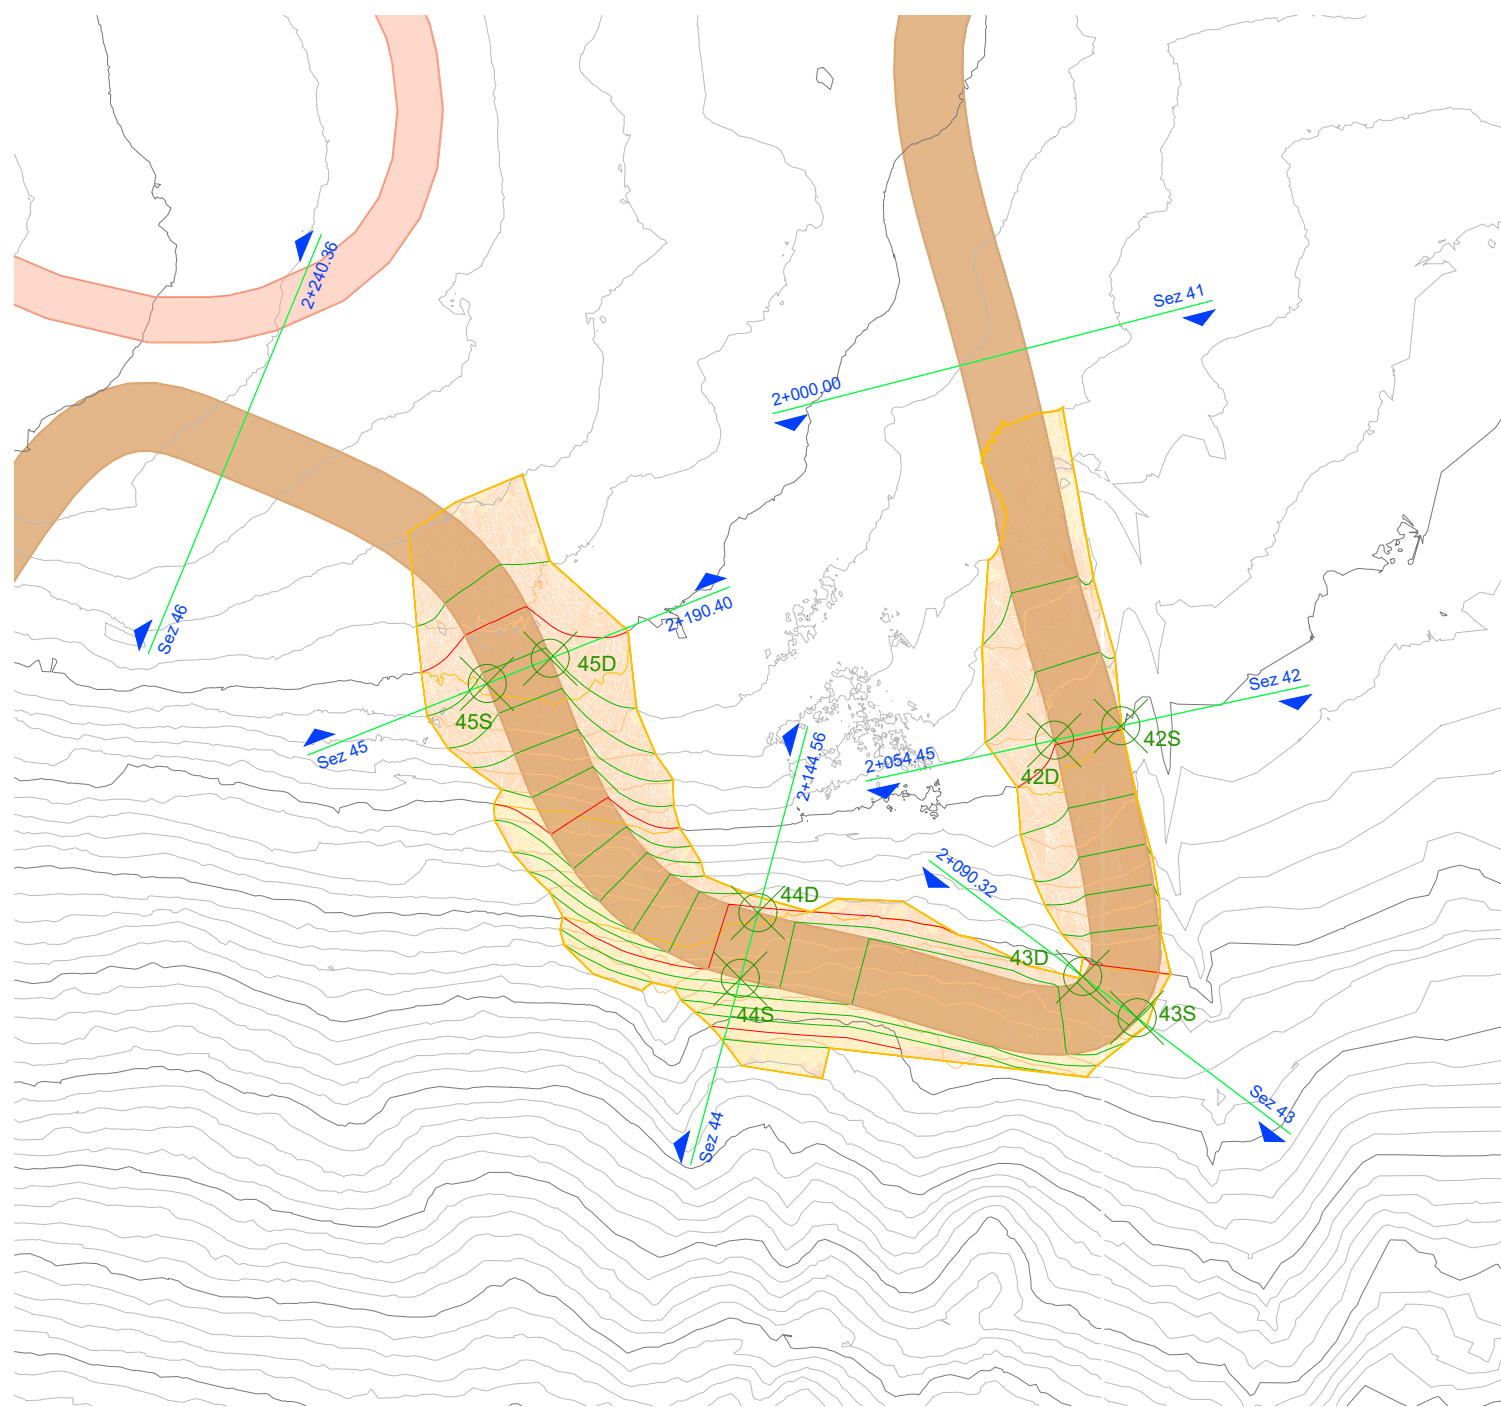 2+240.36
Sez 46
Sez 41
2+000.00
2+190.40
Sez 45
45D
45S
Sez 42
2+054.45
42S
42D
2+144.56
Sez 44
44D
44S
2+090.32
Sez 43
43D
43S